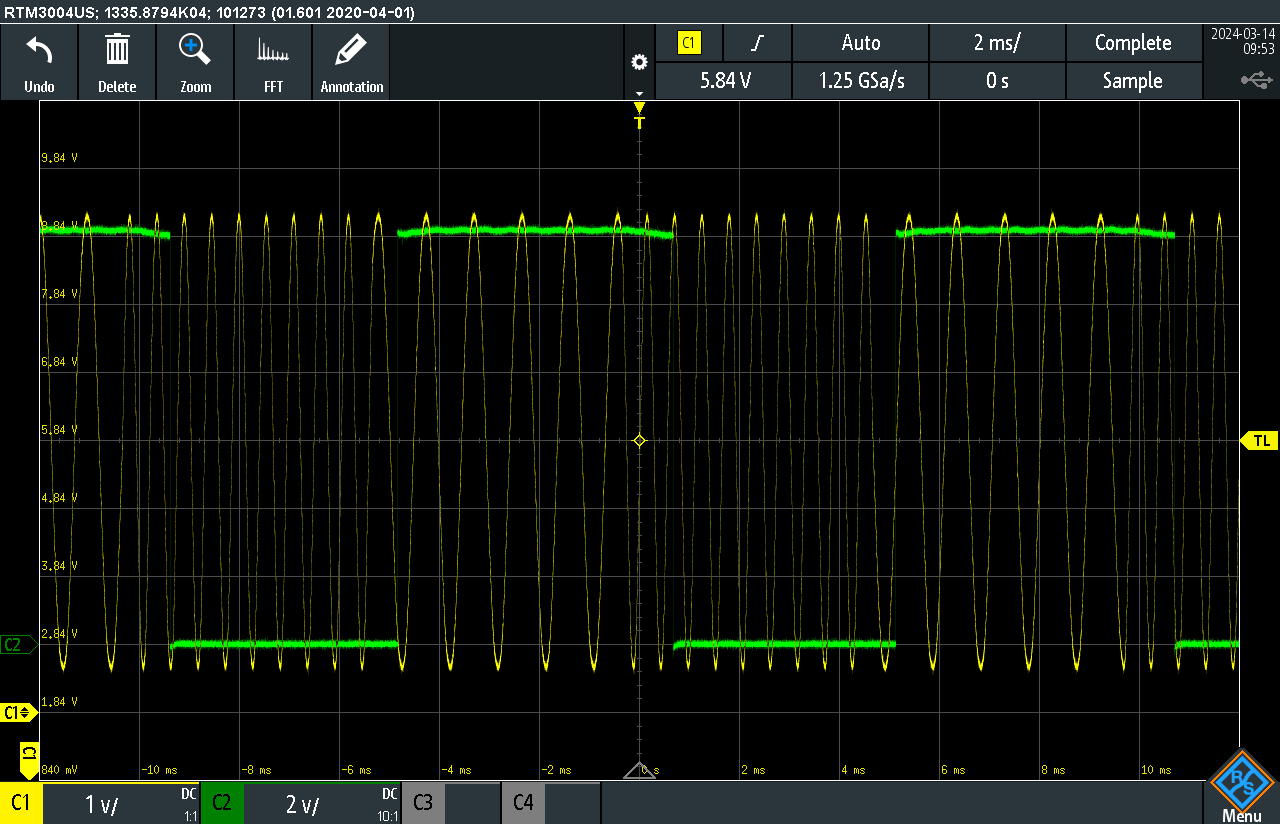 RTM3004US; 1335.8794K04; 101273 (01.601 2020-04-01)
Undo
Delete
Zoom
FFT
Annotation
C1
Auto
2 ms/
Complete
5.84 V
1.25 GSa/s
0 s
Sample
2024-03-14
09:53
T
9.84 V
8.84 V
7.84 V
6.84 V
5.84 V
4.84 V
3.84 V
2.84 V
1.84 V
840 mV
TL
C2
C1
C1
-10 ms
-8 ms
-6 ms
-4 ms
-2 ms
0 s
2 ms
4 ms
6 ms
8 ms
10 ms
C1
1 V/
DC
1:1
C2
2 V/
DC
10:1
C3
C4
R&S
Menu